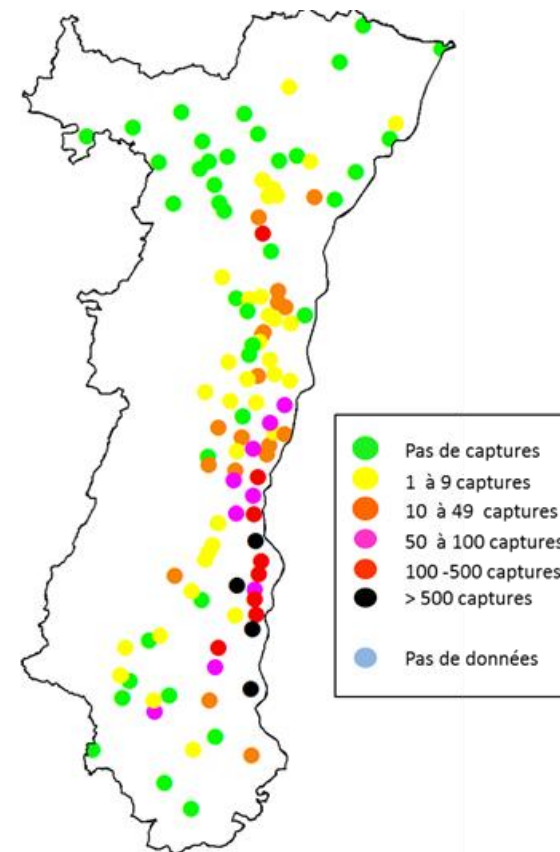 Pas de captures
1 à 9 captures
10 à 49 captures
50 à 100 captures
100 -500 captures
> 500 captures
Pas de données